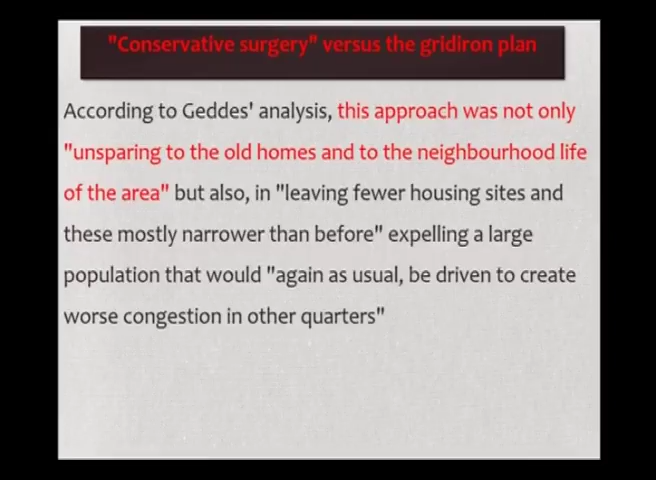 "Conservative surgery" versus the gridiron plan
According to Geddes' analysis, this approach was not only
"unsparing to the old homes and to the neighbourhood life
of the area" but also, in "leaving fewer housing sites and
these mostly narrower than before" expelling a large
population that would "again as usual, be driven to create
worse congestion in other quarters"